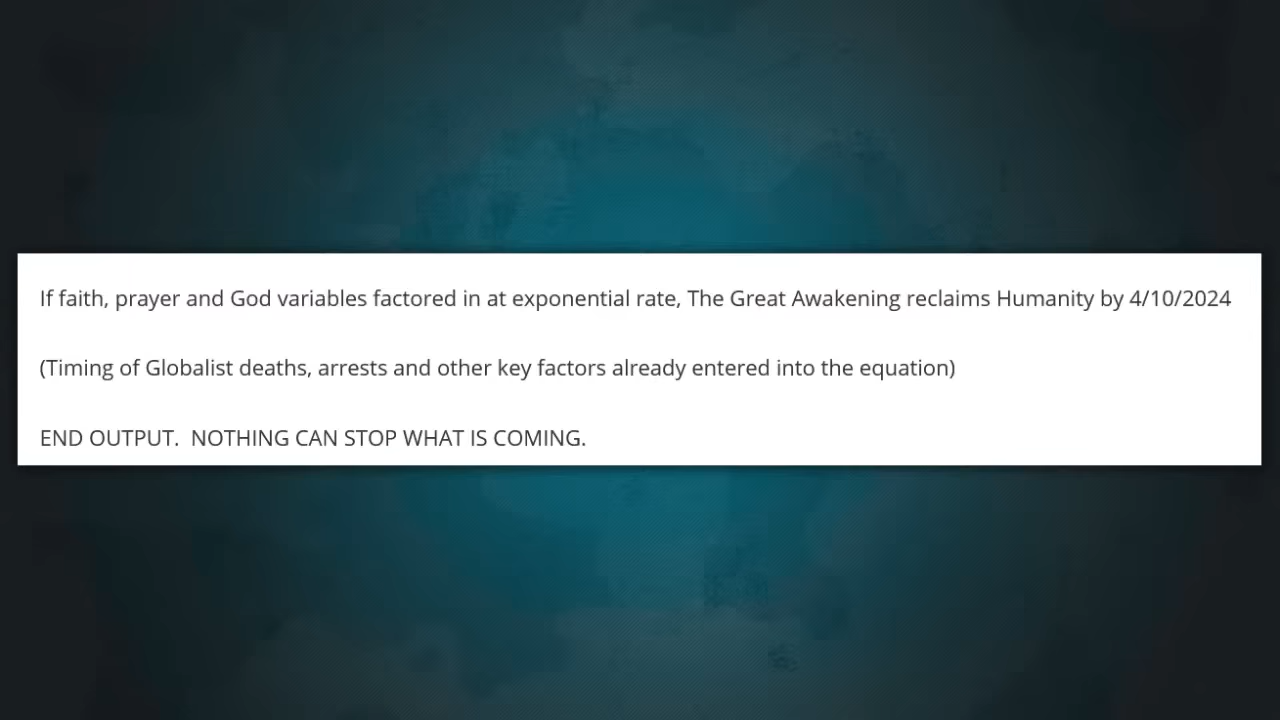 If faith, prayer and God variables factored in at exponential rate, The Great Awakening reclaims Humanity by 4/10/2024
(Timing of Globalist deaths, arrests and other key factors already entered into the equation)
END OUTPUT.  NOTHING CAN STOP WHAT IS COMING.